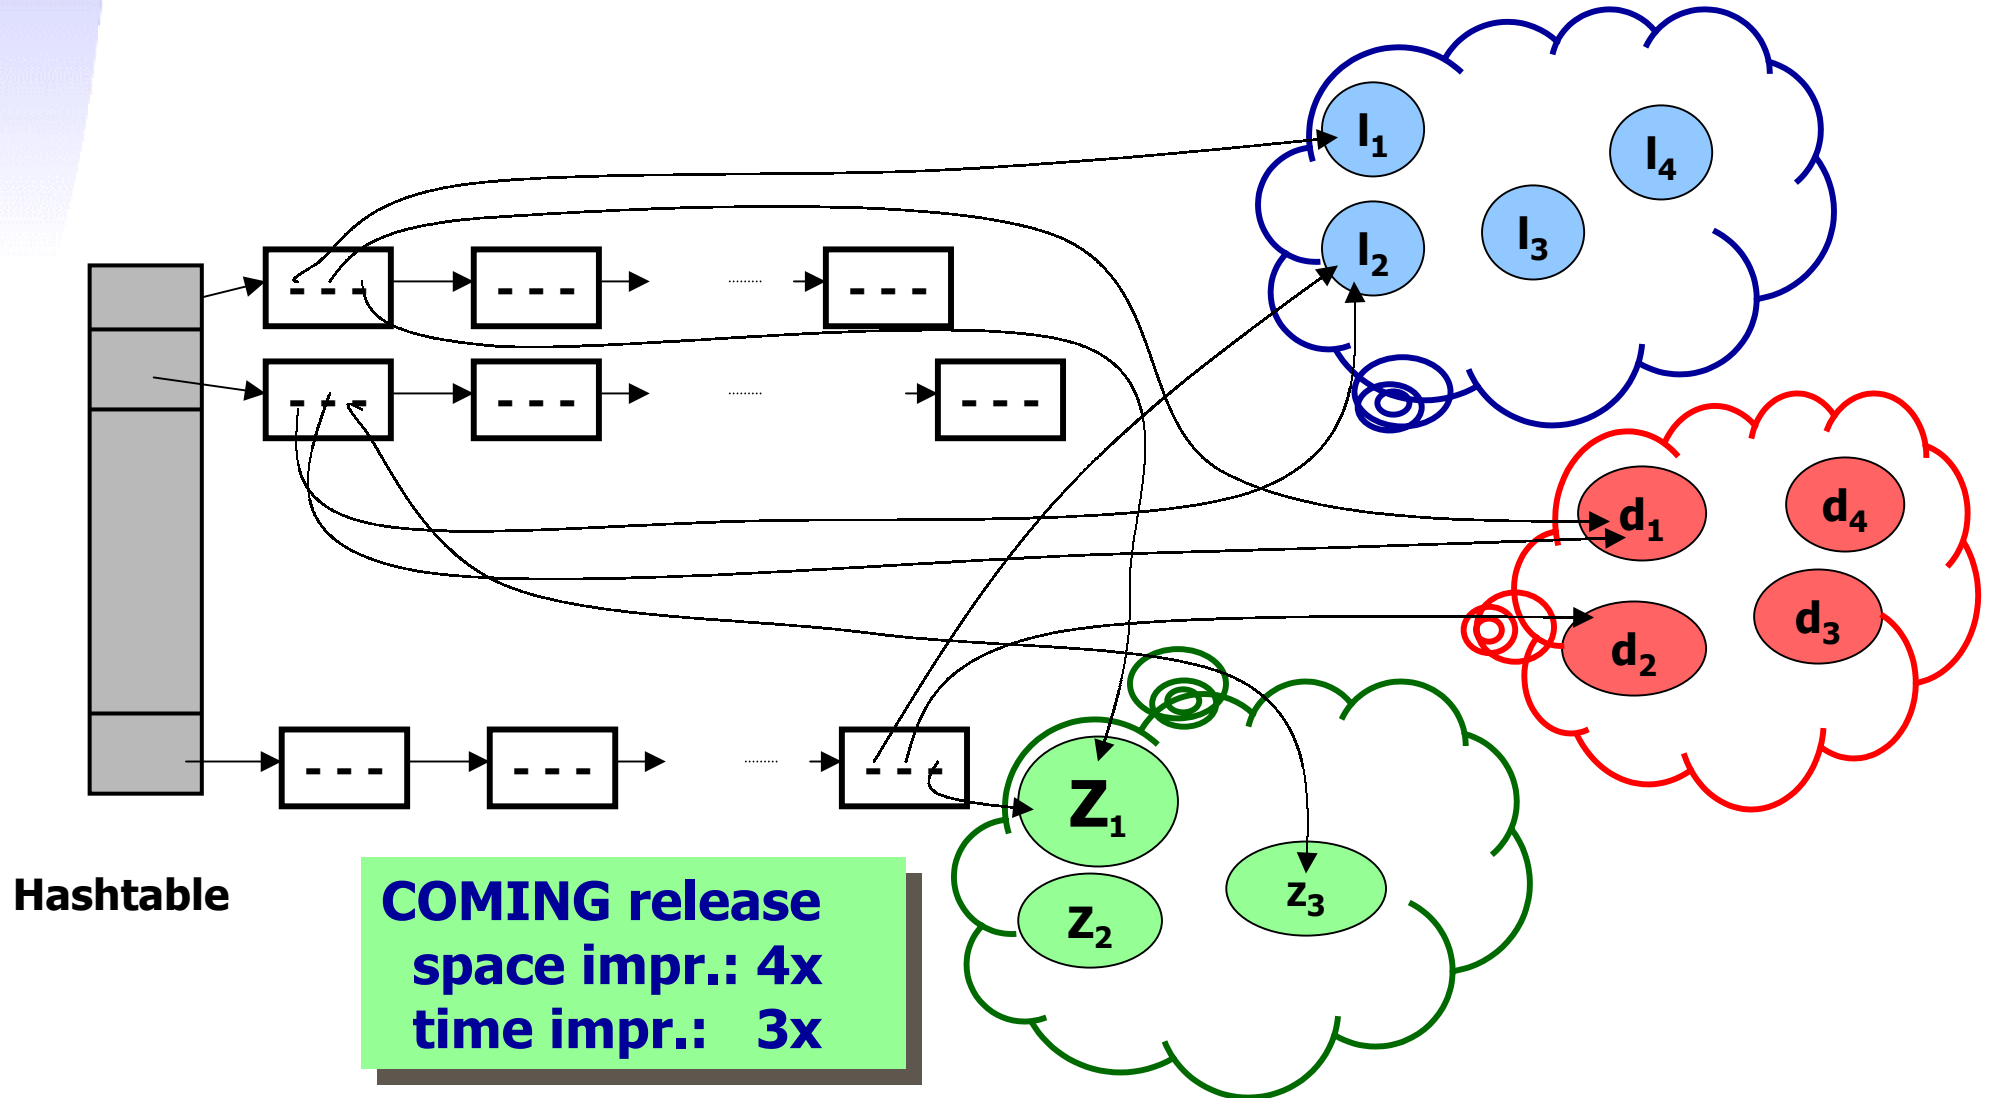 l₁
l₄
l₃
l₂
- - -
- - -
- - -
- - -
- - -
- - -
d₁
d₄
d₃
d₂
- - -
- - -
- - -
Z₁
z₃
Z₂
Hashtable
COMING release
space impr.: 4x
time impr.: 3x